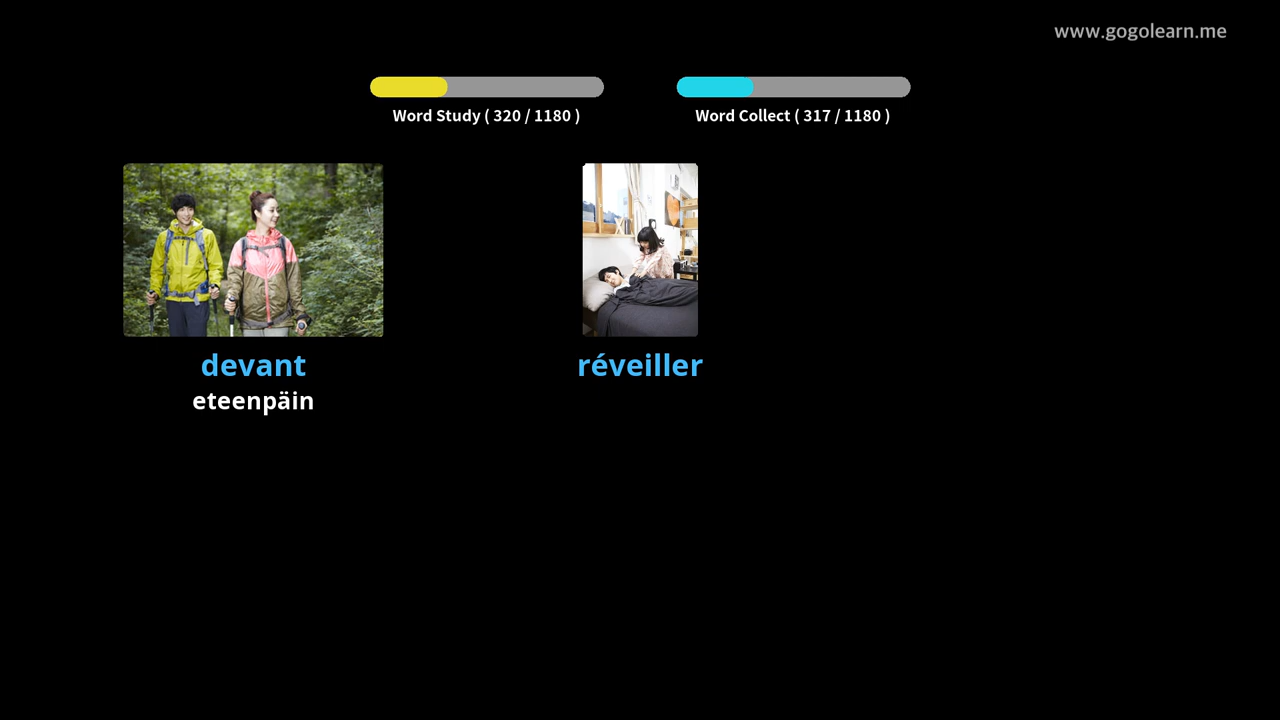 www.gogolearn.me
Word Study ( 320 / 1180 )
Word Collect ( 317 / 1180 )
devant
eteenpäin
réveiller